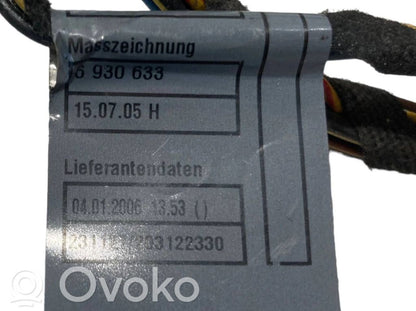 Masszeichnung
6 930 633
15.07.05 H
Lieferantendaten
04.01.2006 13.53 ()
Ovoko